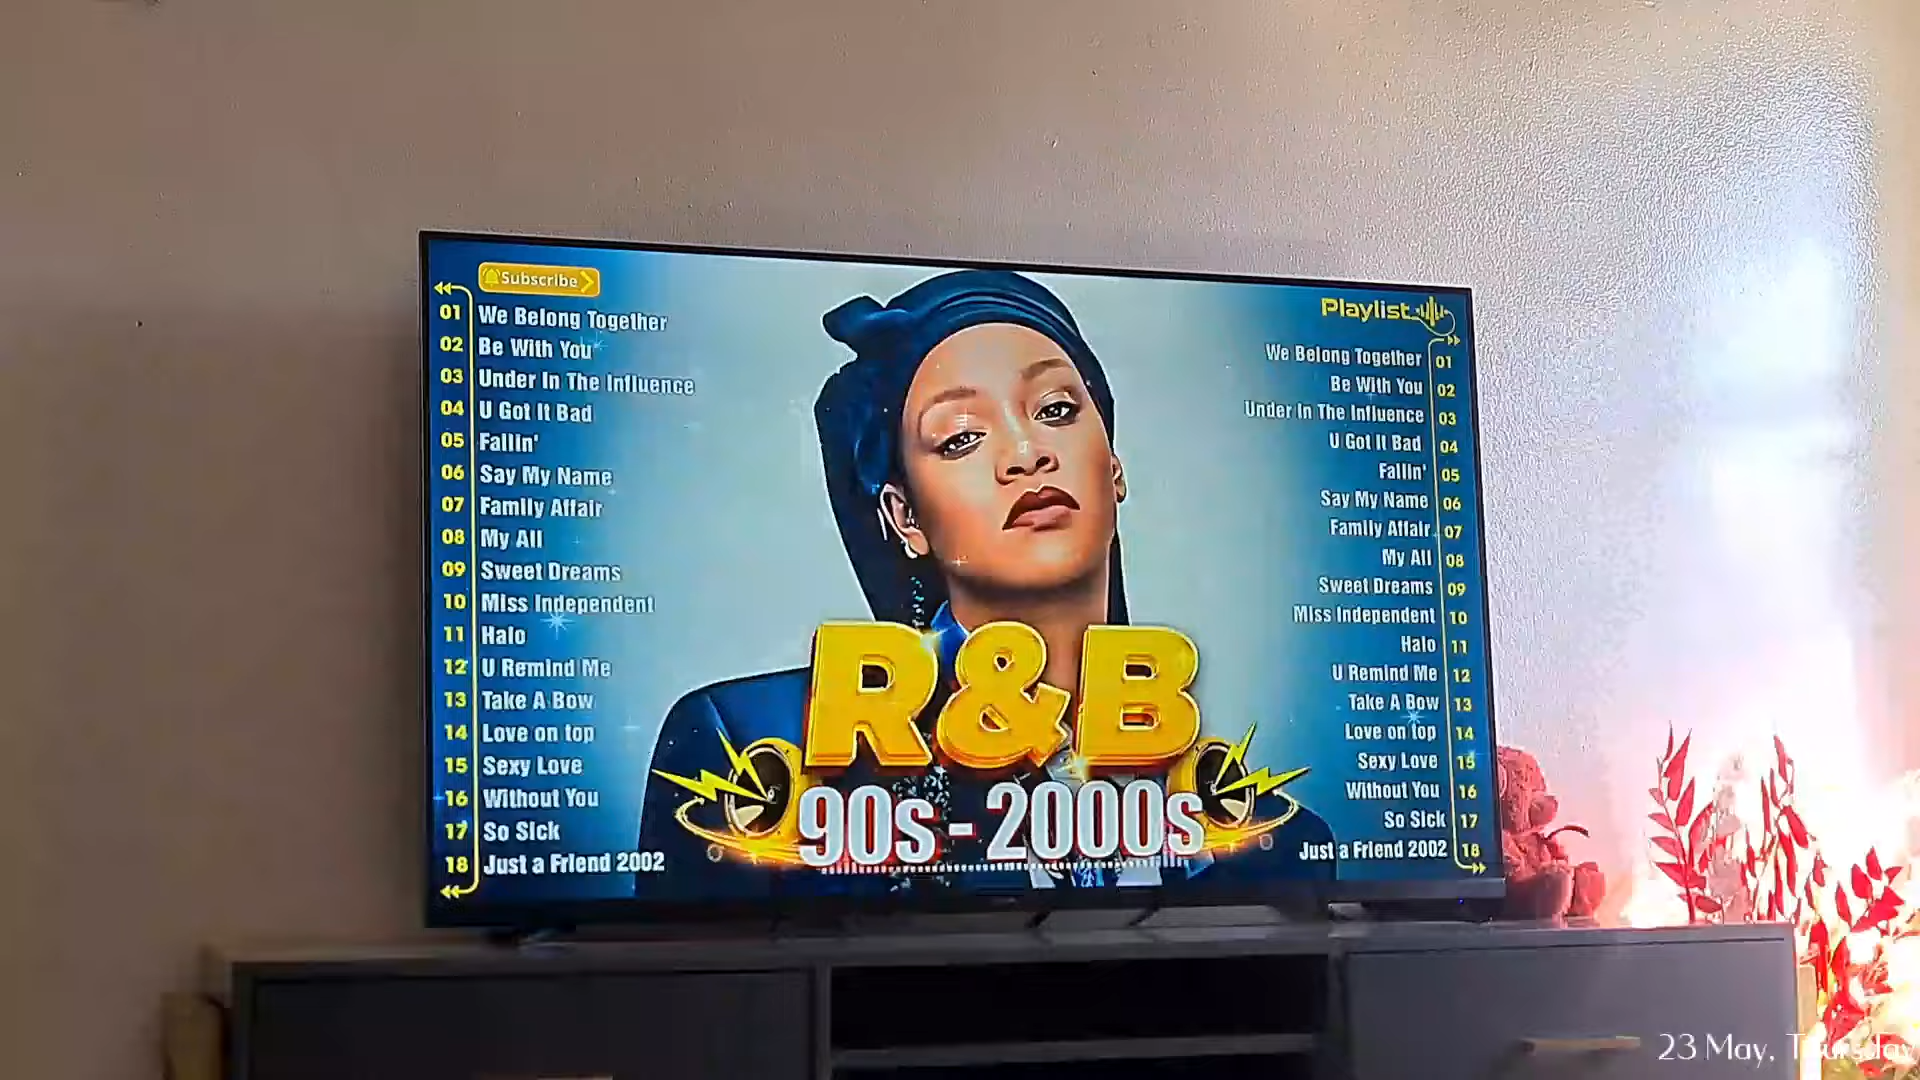 Subscribe
01 We Belong Together
02 Be With You
03 Under In The Influence
04 U Got It Bad
05 Fallin'
06 Say My Name
07 Family Affair
08 My All
09 Sweet Dreams
10 Miss Independent
11 Halo
12 U Remind Me
13 Take A Bow
14 Love on top
15 Sexy Love
16 Without You
17 So Sick
18 Just a Friend 2002
R&B
90s - 2000s
Playlist
We Belong Together 01
Be With You 02
Under In The Influence 03
U Got It Bad 04
Fallin' 05
Say My Name 06
Family Affair 07
My All 08
Sweet Dreams 09
Miss Independent 10
Halo 11
U Remind Me 12
Take A Bow 13
Love on top 14
Sexy Love 15
Without You 16
So Sick 17
Just a Friend 2002 18
23 May, Thursday